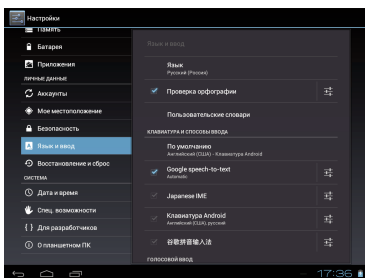 Настройки
Память
Батарея
Приложения
ЛИЧНЫЕ ДАННЫЕ
Аккаунты
Мое местоположение
Безопасность
Язык и ввод
Восстановление и сброс
СИСТЕМА
Дата и время
Спец. возможности
Для разработчиков
О планшетном ПК
Язык и ввод
Язык
Русский (Россия)
Проверка орфографии
Пользовательские словари
КЛАВИАТУРА И СПОСОБЫ ВВОДА
По умолчанию
Английский (США) - Клавиатура Android
Google speech-to-text
Automatic
Japanese IME
Клавиатура Android
Английский (США), русский
谷歌拼音输入法
ГОЛОСОВОЙ ВВОД
17:36